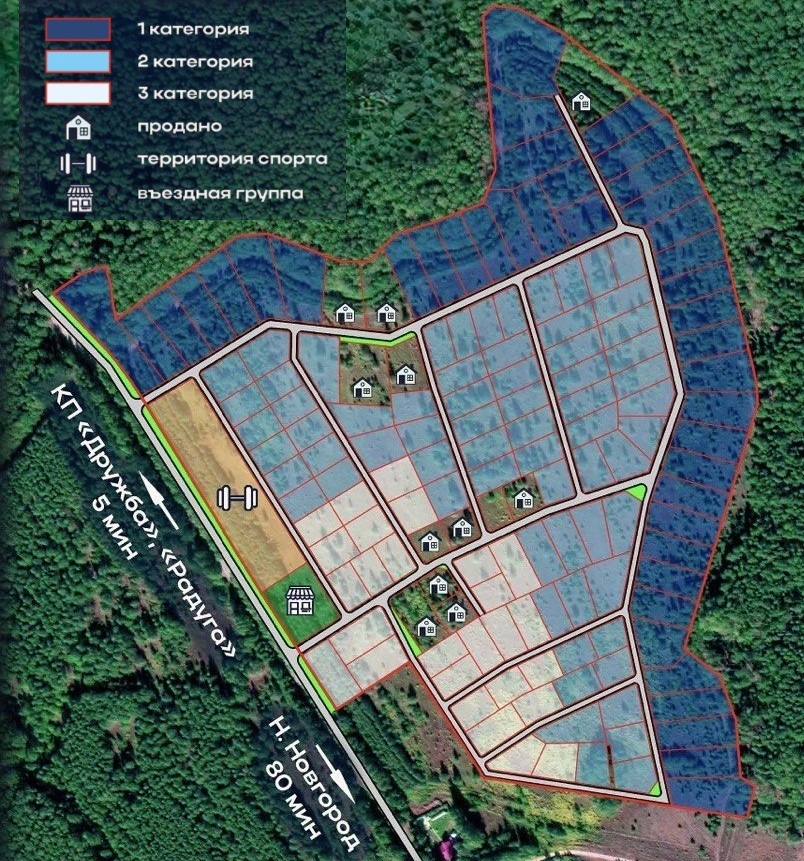 1 категория
2 категория
3 категория
продано
территория спорта
въездная группа
КП «Дружба», «Радуга»
5 мин
Н. Новгород
80 мин